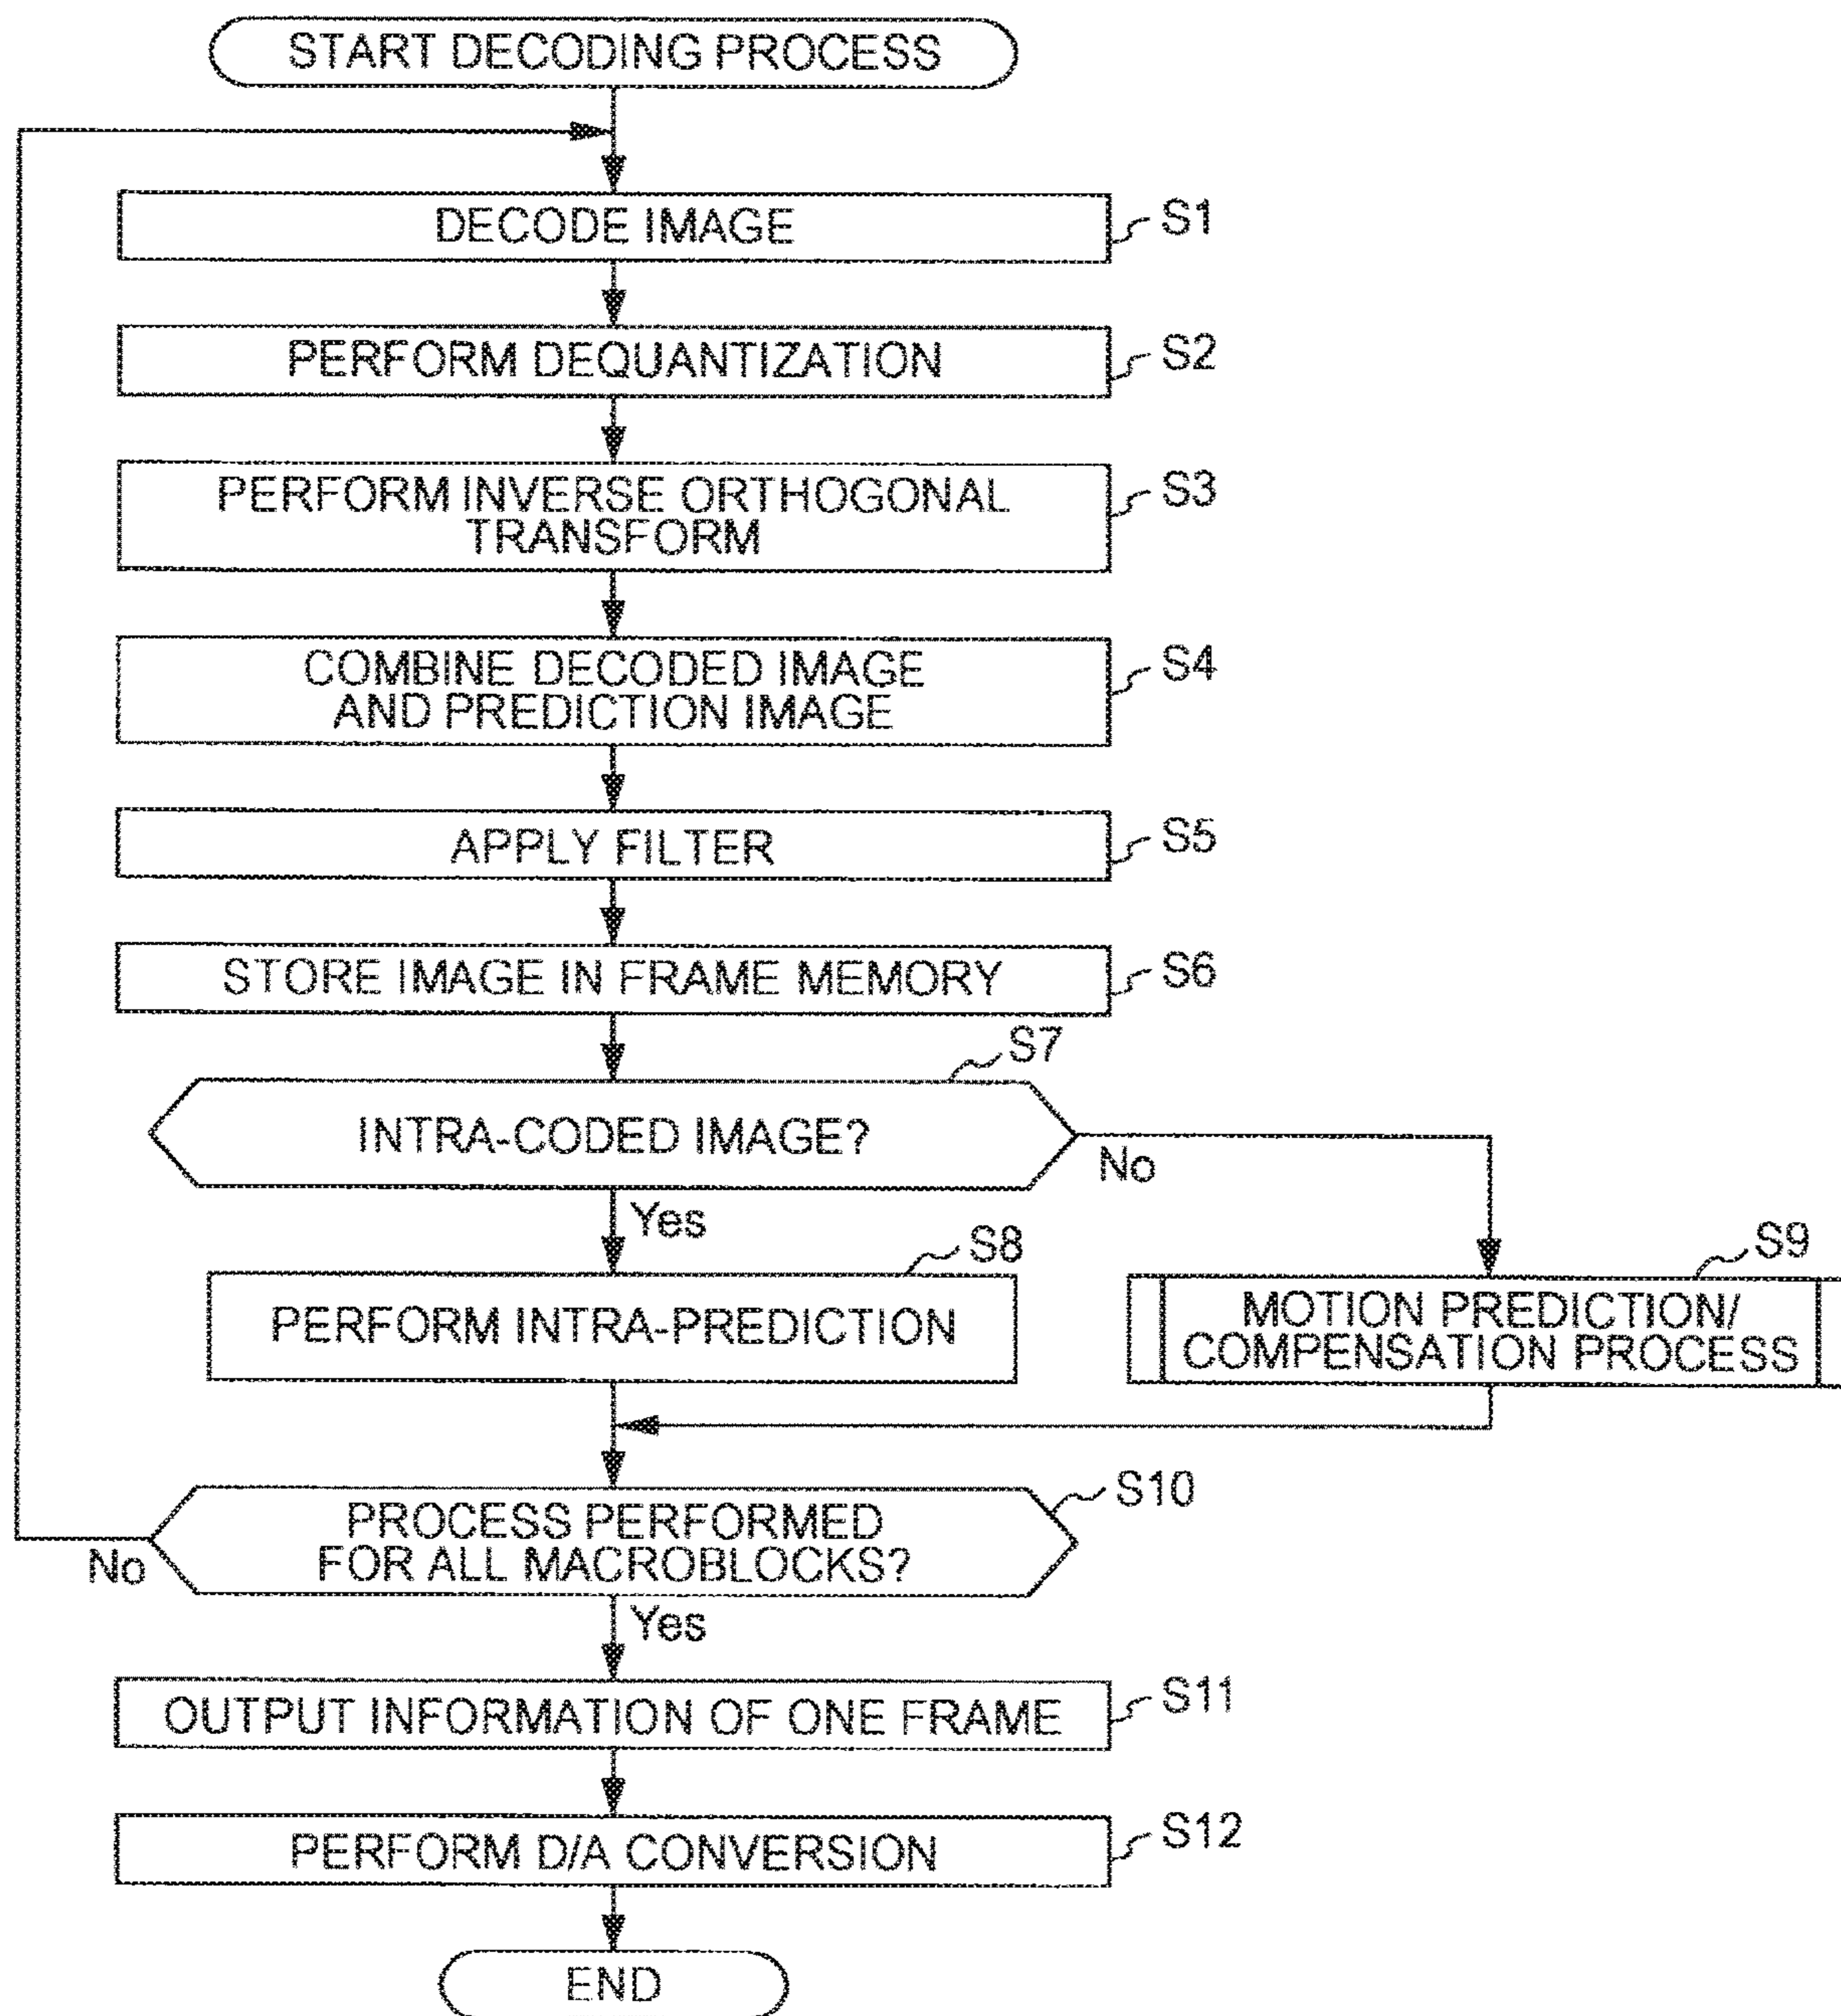 START DECODING PROCESS
DECODE IMAGE
S1
PERFORM DEQUANTIZATION
S2
PERFORM INVERSE ORTHOGONAL
TRANSFORM
S3
COMBINE DECODED IMAGE
AND PREDICTION IMAGE
S4
APPLY FILTER
S5
STORE IMAGE IN FRAME MEMORY
S6
S7
INTRA-CODED IMAGE?
No
Yes
S8
PERFORM INTRA-PREDICTION
S9
MOTION PREDICTION/
COMPENSATION PROCESS
S10
PROCESS PERFORMED
FOR ALL MACROBLOCKS?
No
Yes
OUTPUT INFORMATION OF ONE FRAME
S11
PERFORM D/A CONVERSION
S12
END